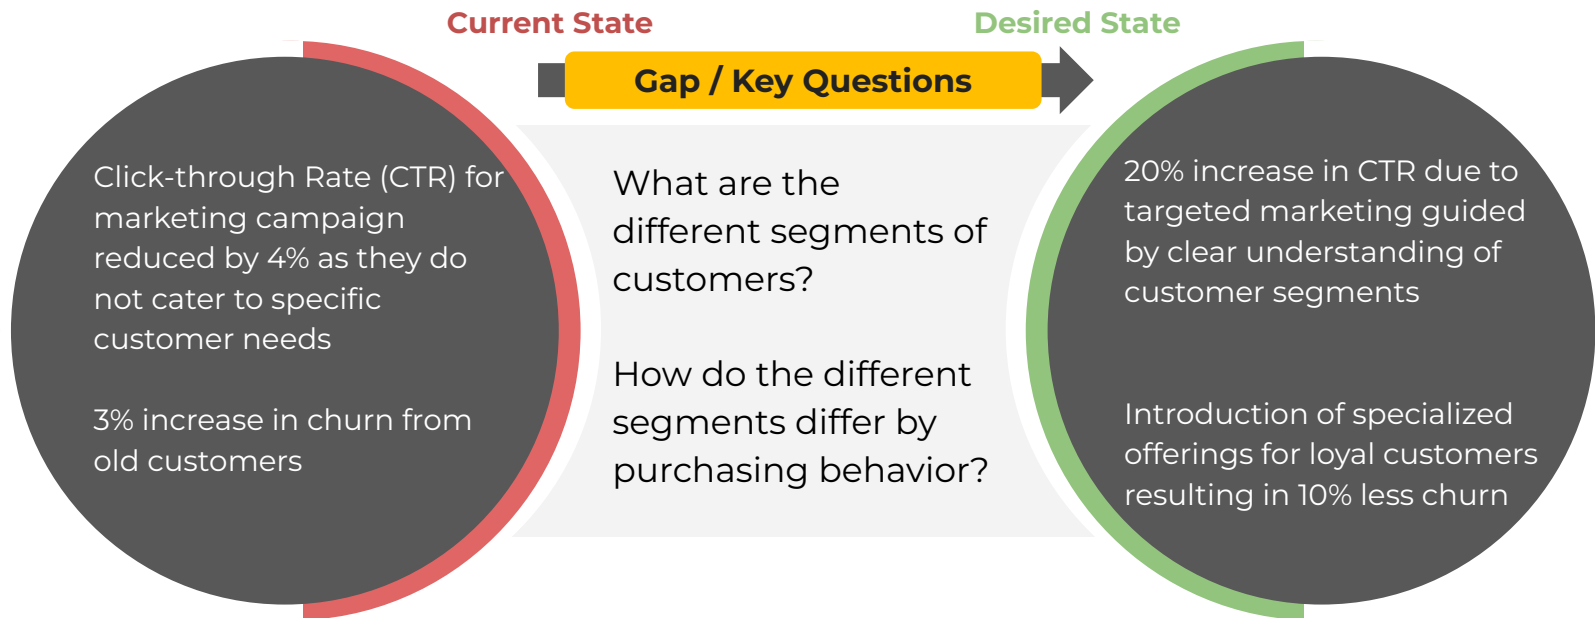 Current State
Desired State
Gap / Key Questions
Click-through Rate (CTR) for
marketing campaign
reduced by 4% as they do
not cater to specific
customer needs
3% increase in churn from
old customers
What are the
different segments of
customers?
How do the different
segments differ by
purchasing behavior?
20% increase in CTR due to
targeted marketing guided
by clear understanding of
customer segments
Introduction of specialized
offerings for loyal customers
resulting in 10% less churn